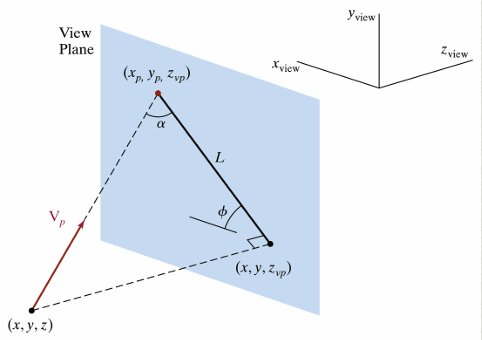 y_view
View
Plane
z_view
x_view
(x_p, y_p, z_vp)
α
L
ϕ
V_p
(x, y, z_vp)
(x, y, z)